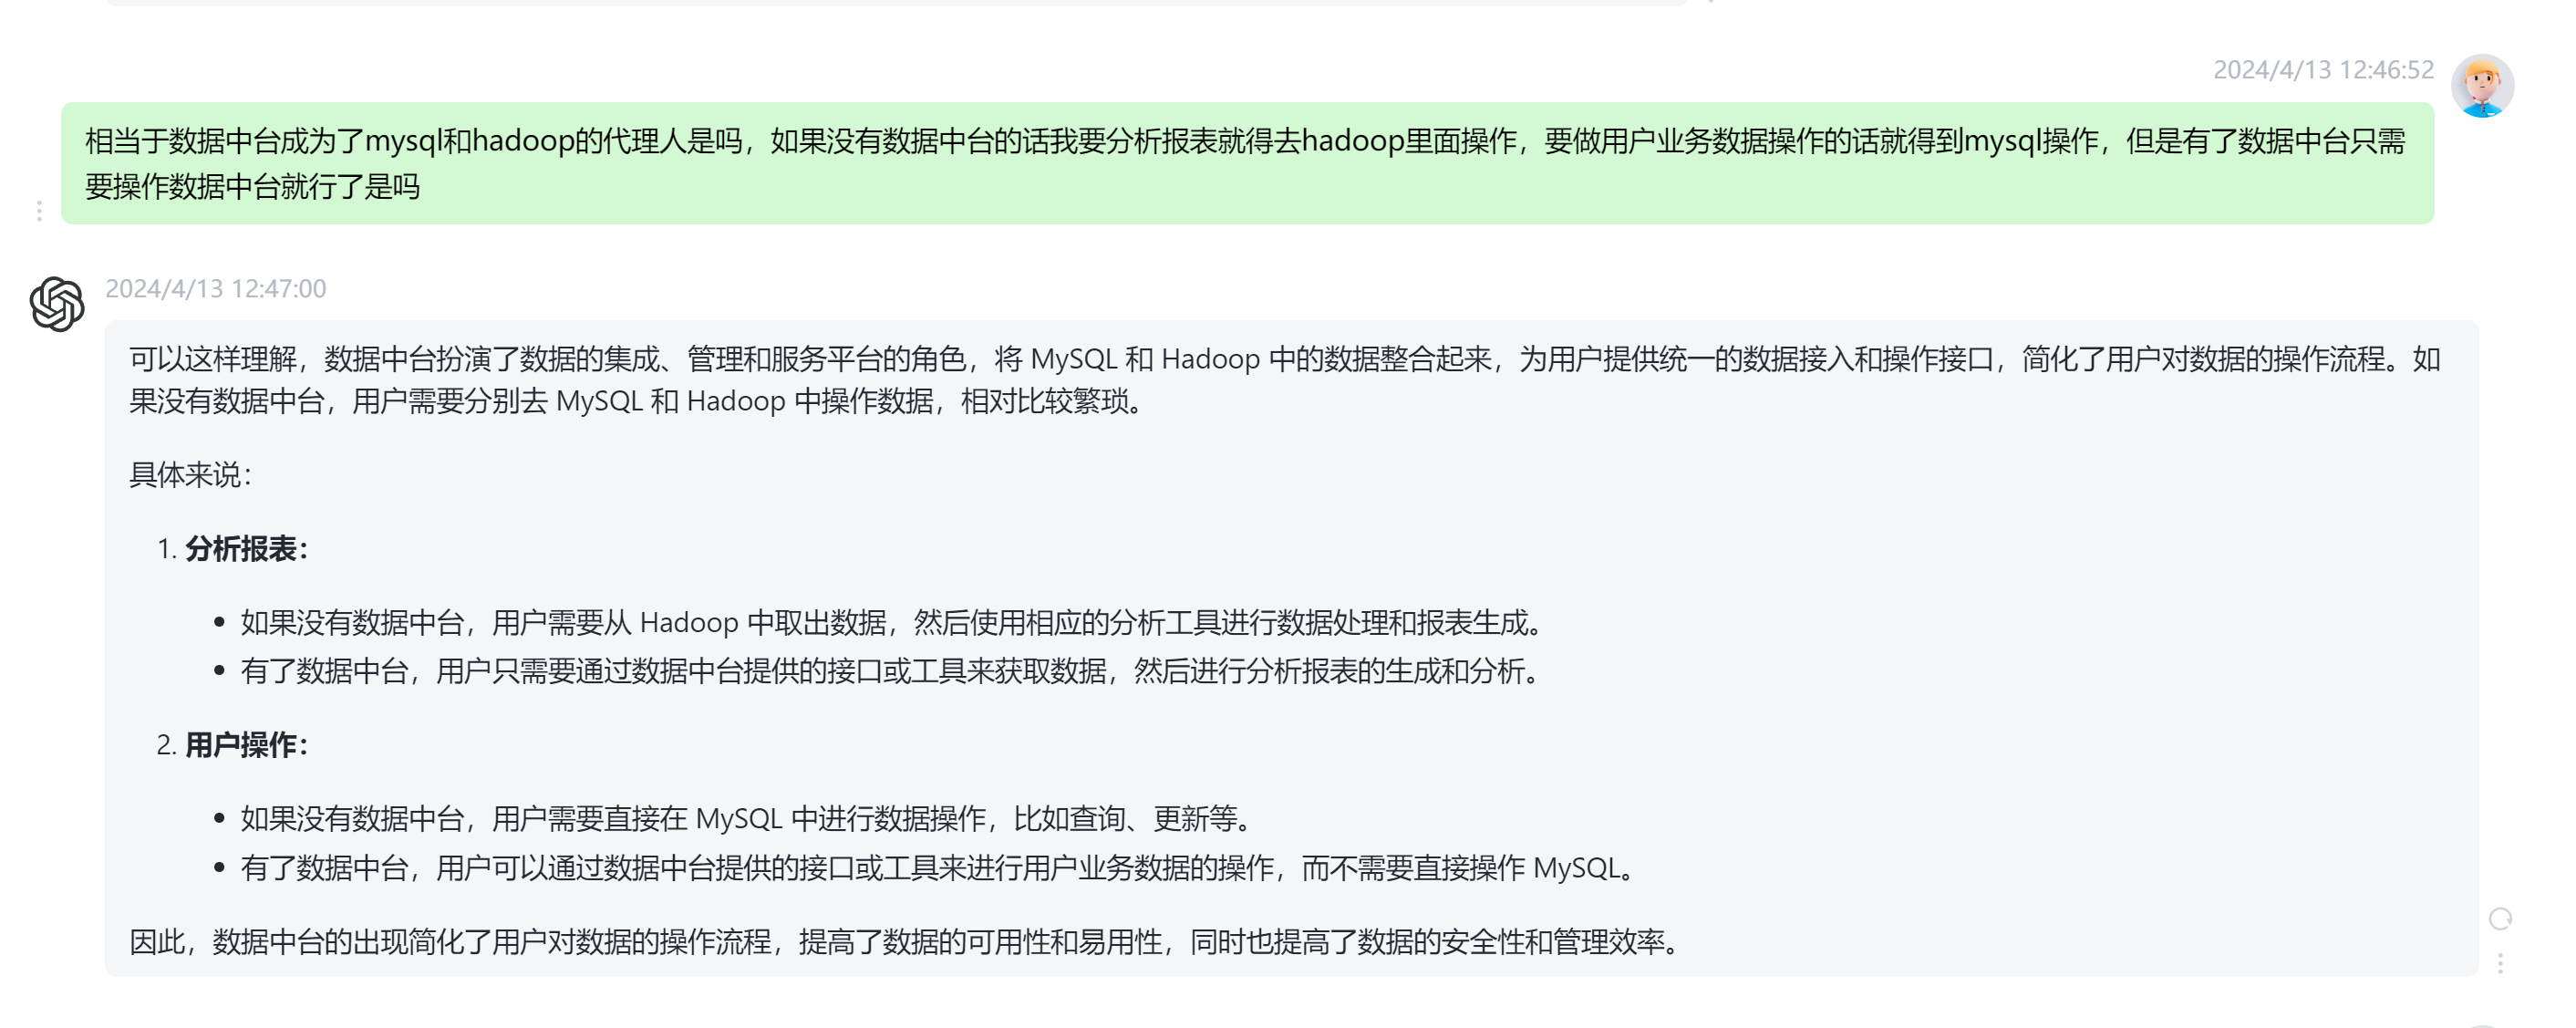 2024/4/13 12:46:52
相当于数据中台成为了mysql和hadoop的代理人是吗，如果没有数据中台的话我要分析报表就得去hadoop里面操作，要做用户业务数据操作的话就得到mysql操作，但是有了数据中台只需
要操作数据中台就行了是吗
2024/4/13 12:47:00
可以这样理解，数据中台扮演了数据的集成、管理和服务平台的角色，将 MySQL 和 Hadoop 中的数据整合起来，为用户提供统一的数据接入和操作接口，简化了用户对数据的操作流程。如
果没有数据中台，用户需要分别去 MySQL 和 Hadoop 中操作数据，相对比较繁琐。
具体来说：
1. 分析报表：
• 如果没有数据中台，用户需要从 Hadoop 中取出数据，然后使用相应的分析工具进行数据处理和报表生成。
• 有了数据中台，用户只需要通过数据中台提供的接口或工具来获取数据，然后进行分析报表的生成和分析。
2. 用户操作：
• 如果没有数据中台，用户需要直接在 MySQL 中进行数据操作，比如查询、更新等。
• 有了数据中台，用户可以通过数据中台提供的接口或工具来进行用户业务数据的操作，而不需要直接操作 MySQL。
因此，数据中台的出现简化了用户对数据的操作流程，提高了数据的可用性和易用性，同时也提高了数据的安全性和管理效率。